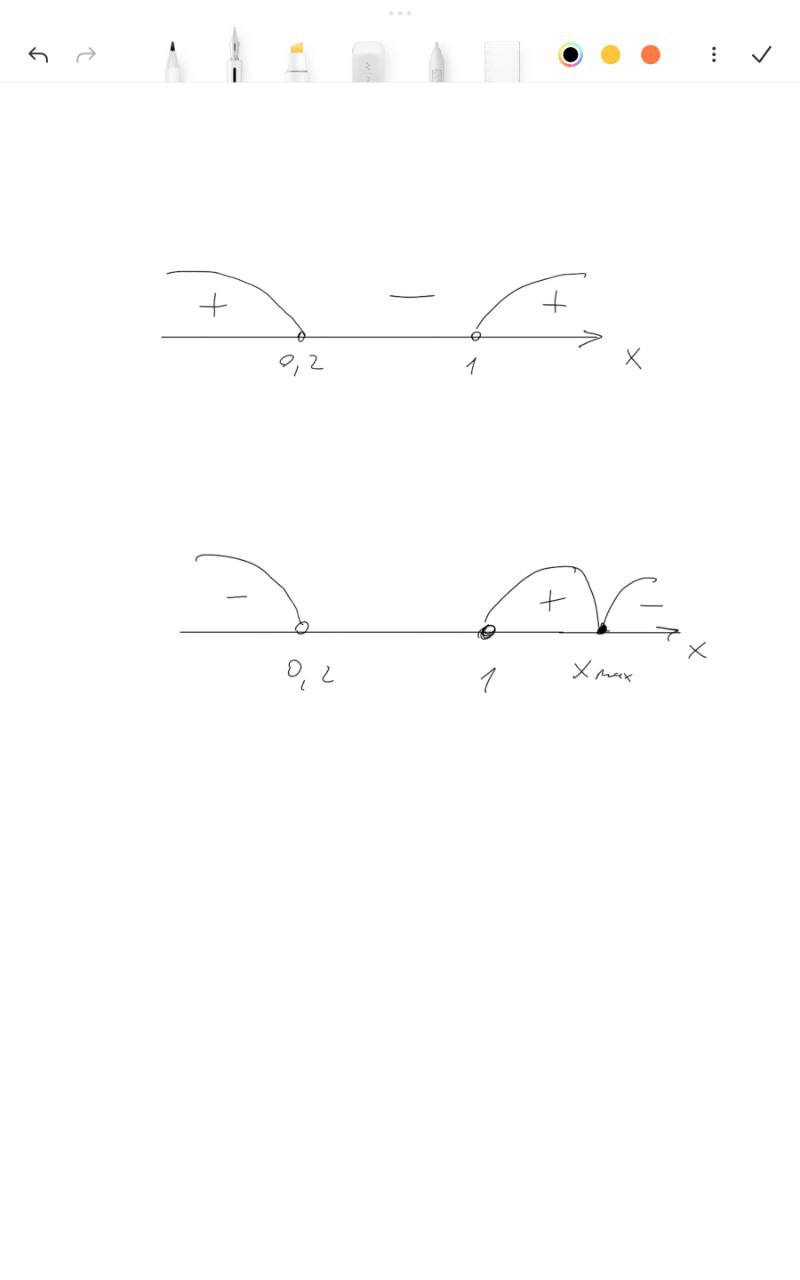 + — +
0,2 1 x
- + -
0,2 1 x max x